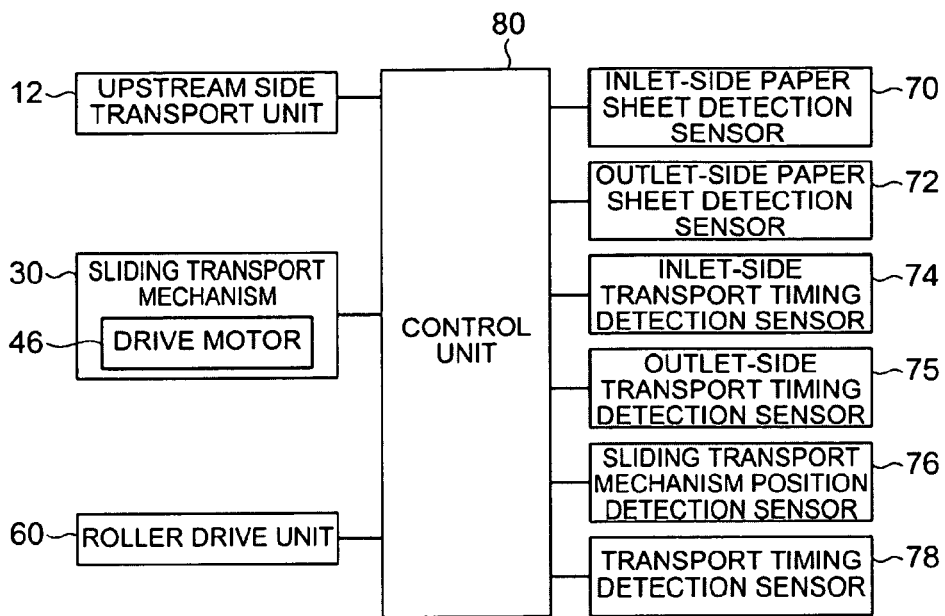 80
12
UPSTREAM SIDE
TRANSPORT UNIT
30
SLIDING TRANSPORT
MECHANISM
46
DRIVE MOTOR
60
ROLLER DRIVE UNIT
CONTROL
UNIT
INLET-SIDE PAPER
SHEET DETECTION
SENSOR
70
OUTLET-SIDE PAPER
SHEET DETECTION
SENSOR
72
INLET-SIDE
TRANSPORT TIMING
DETECTION SENSOR
74
OUTLET-SIDE
TRANSPORT TIMING
DETECTION SENSOR
75
SLIDING TRANSPORT
MECHANISM POSITION
DETECTION SENSOR
76
TRANSPORT TIMING
DETECTION SENSOR
78